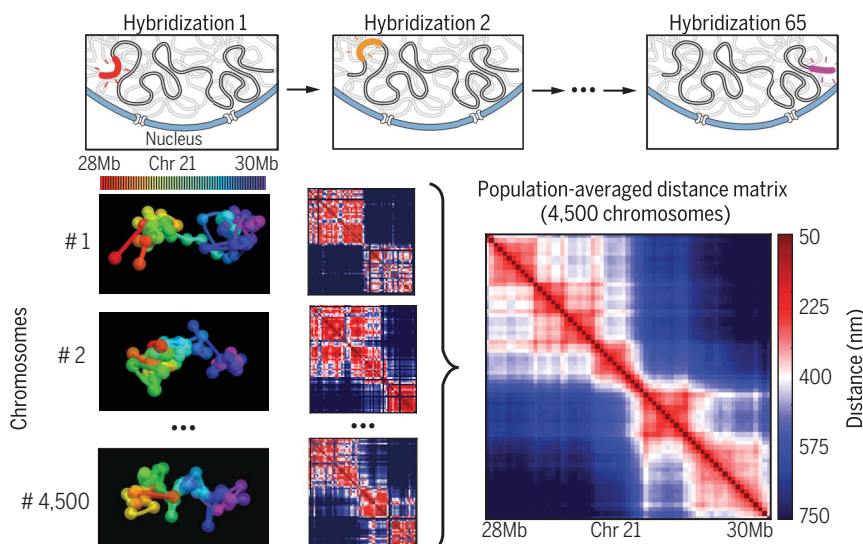 Hybridization 1
Hybridization 2
Hybridization 65
Nucleus
28Mb Chr 21 30Mb
Chromosomes
# 1
# 2
# 4,500
Population-averaged distance matrix
(4,500 chromosomes)
50
225
400
575
750
Distance (nm)
28Mb Chr 21 30Mb